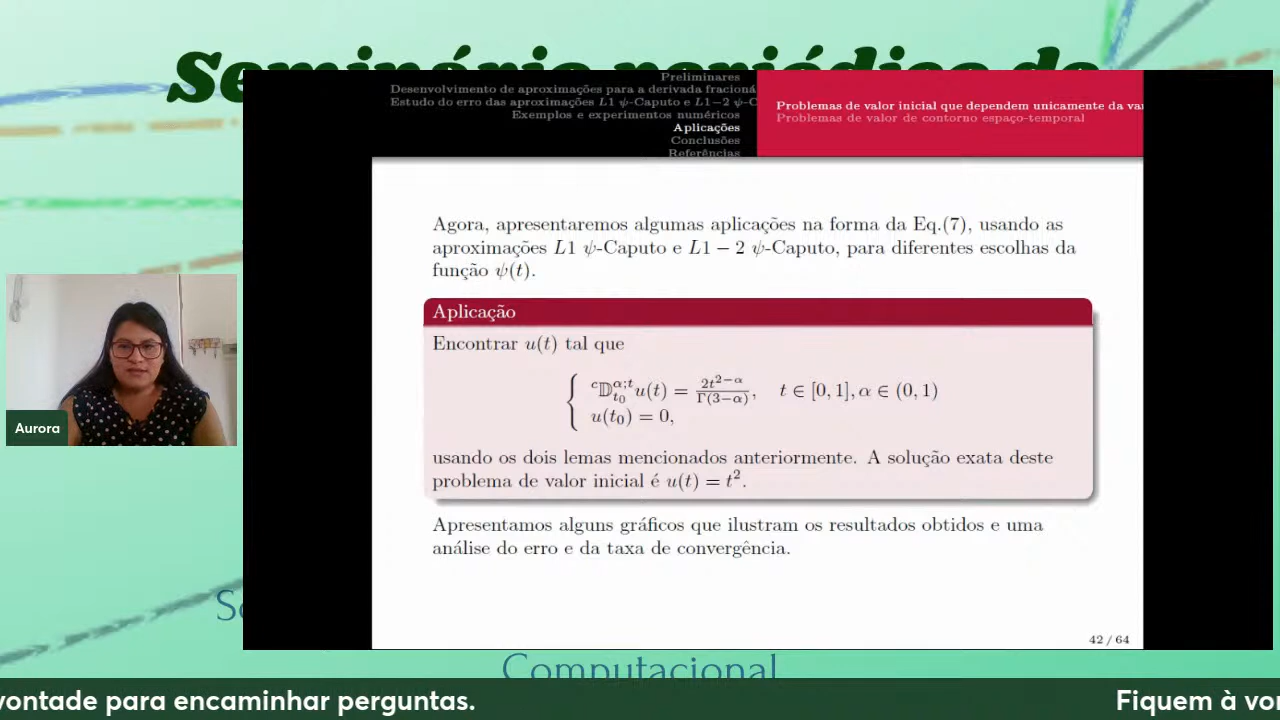 Seminário periódico de
Preliminares
Desenvolvimento de aproximações para a derivada fracioná
Estudo do erro das aproximações L1 ψ-Caputo e L1−2 ψ-C
Exemplos e experimentos numéricos
Aplicações
Conclusões
Referências
Problemas de valor inicial que dependem unicamente da var
Problemas de valor de contorno espaço-temporal
Agora, apresentaremos algumas aplicações na forma da Eq.(7), usando as
aproximações L1 ψ-Caputo e L1 − 2 ψ-Caputo, para diferentes escolhas da
função ψ(t).
Aplicação
Encontrar u(t) tal que
{ ᶜ𝔻_{t₀}^{α;t} u(t) = 2t^{2−α}/Γ(3−α), t ∈ [0, 1], α ∈ (0, 1)
u(t₀) = 0,
usando os dois lemas mencionados anteriormente. A solução exata deste
problema de valor inicial é u(t) = t².
Apresentamos alguns gráficos que ilustram os resultados obtidos e uma
análise do erro e da taxa de convergência.
42 / 64
Aurora
Computacional
vontade para encaminhar perguntas.
Fiquem à vo